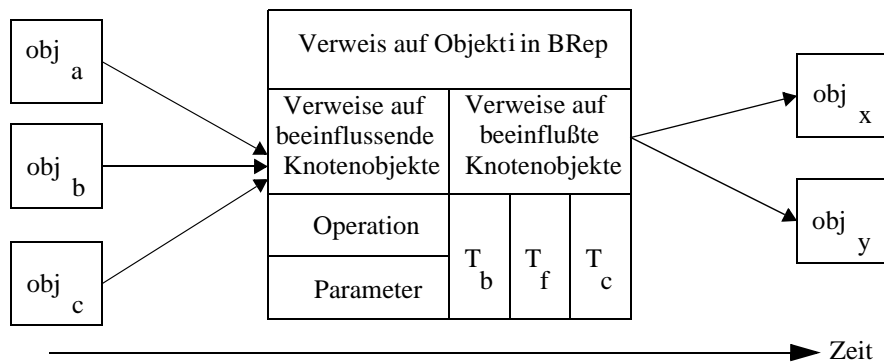 obj a
obj b
obj c
Verweis auf Objekt i in BRep
Verweise auf
beeinflussende
Knotenobjekte
Verweise auf
beeinflußte
Knotenobjekte
Operation
Parameter
T b
T f
T c
obj x
obj y
Zeit